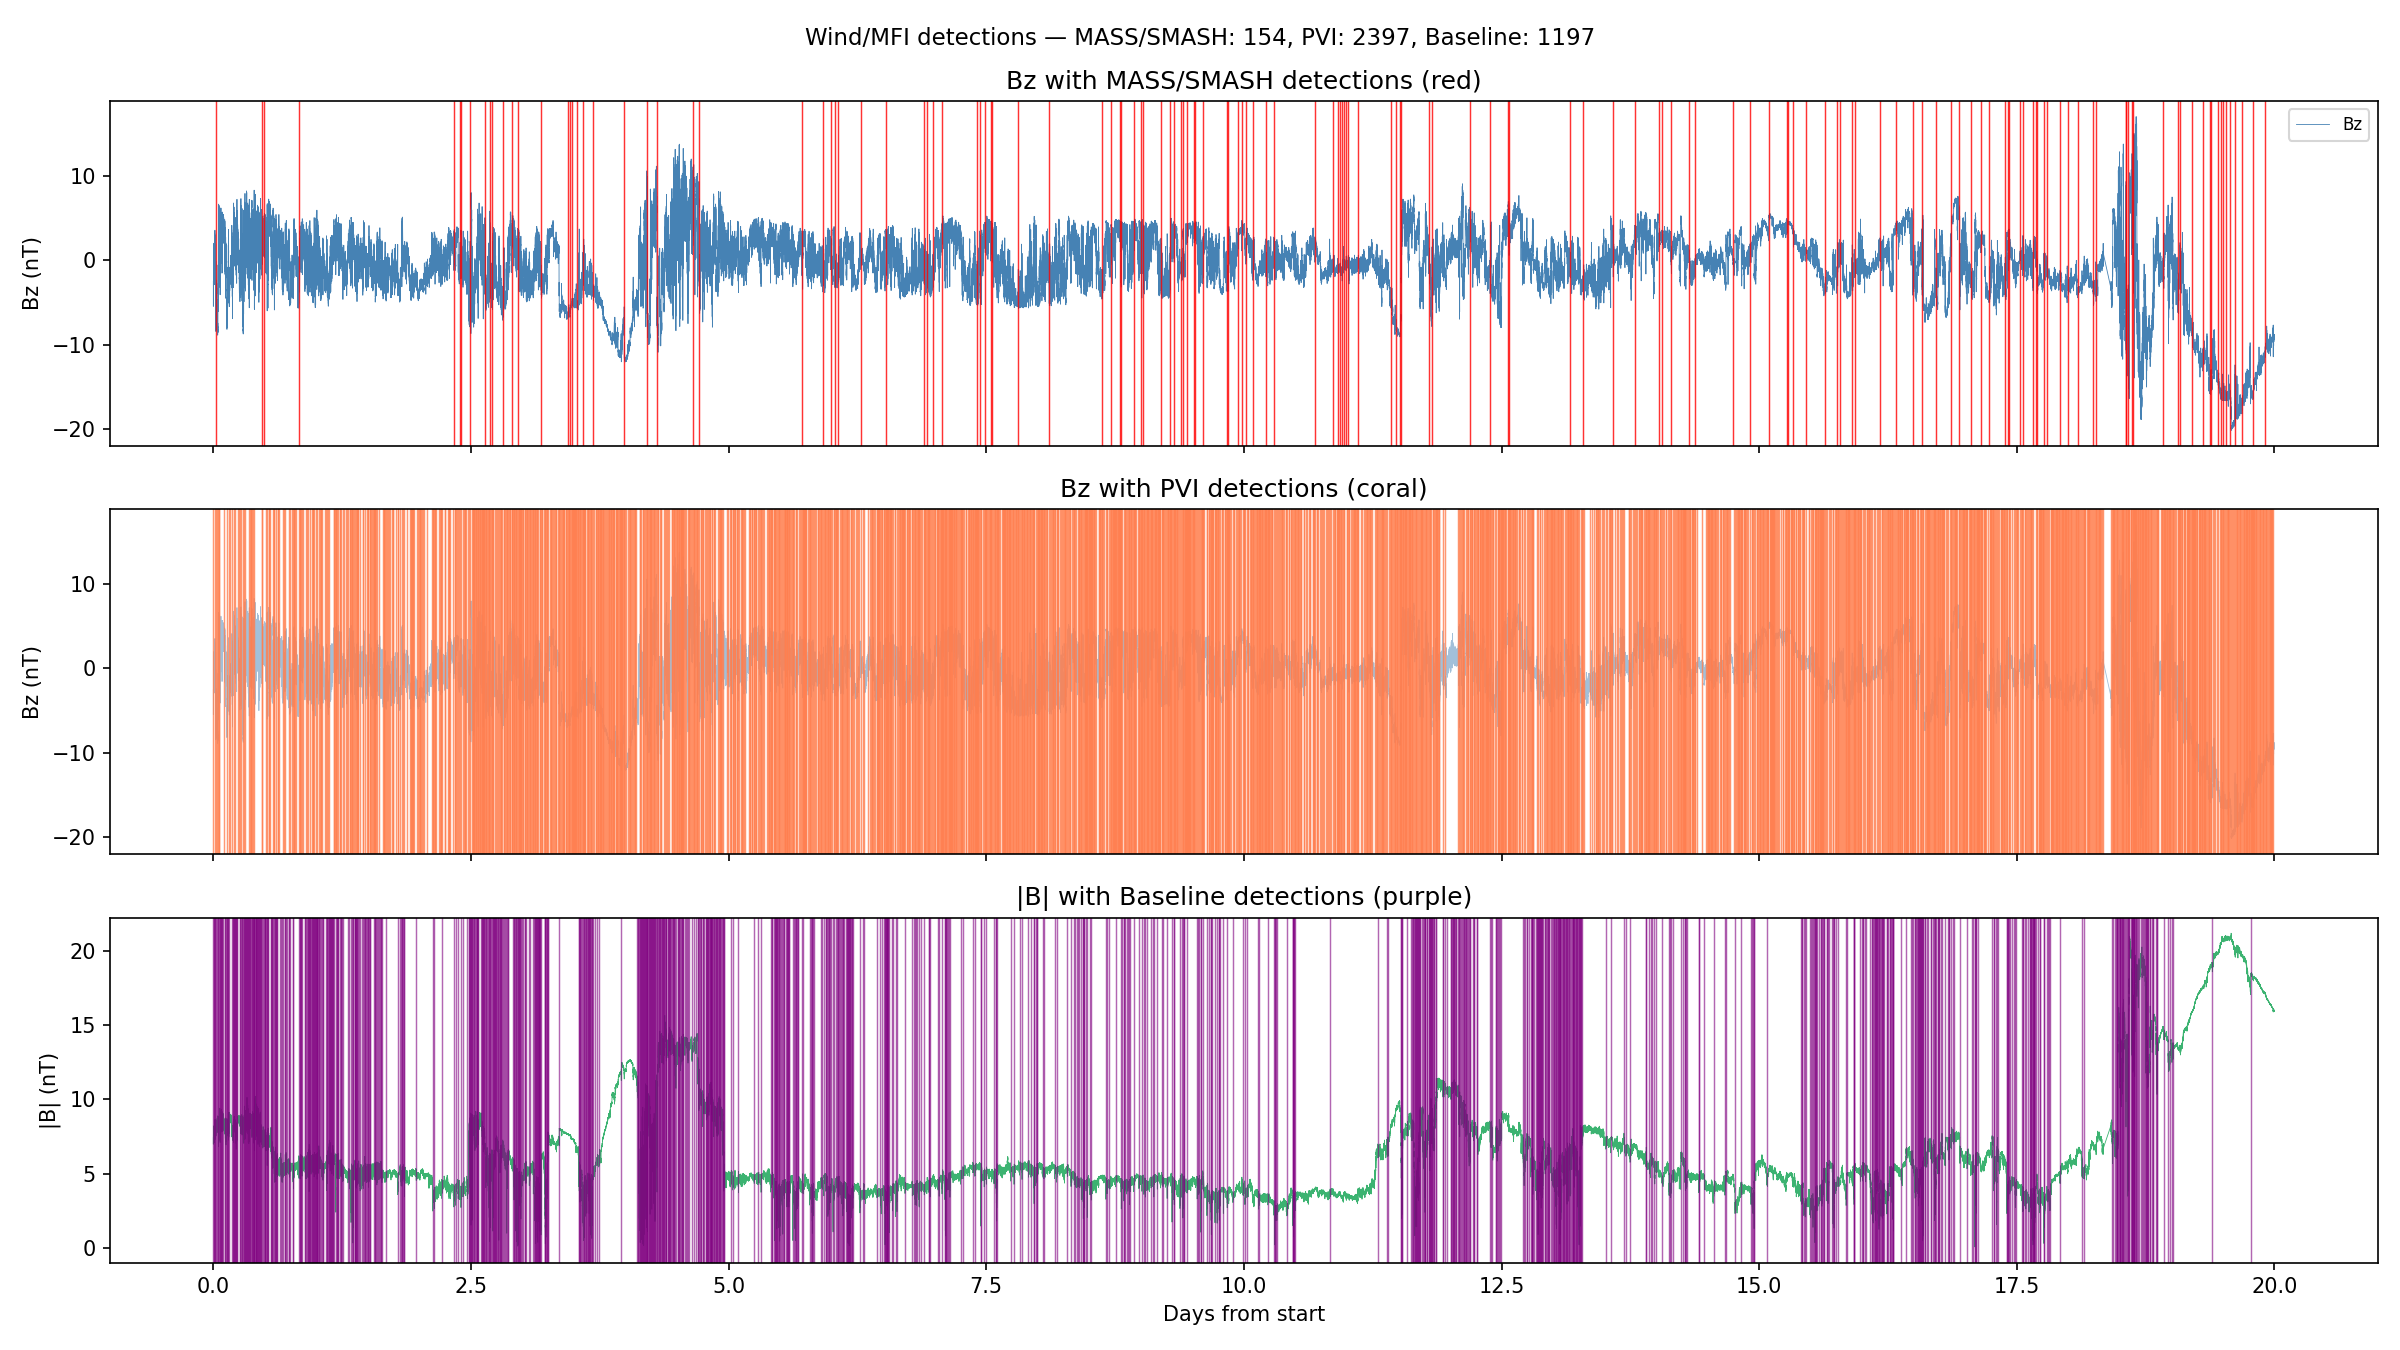 Wind/MFI detections — MASS/SMASH: 154, PVI: 2397, Baseline: 1197
Bz with MASS/SMASH detections (red)
Bz
10
0
−10
−20
Bz (nT)
Bz with PVI detections (coral)
10
0
−10
−20
Bz (nT)
|B| with Baseline detections (purple)
20
15
10
5
0
|B| (nT)
0.0 2.5 5.0 7.5 10.0 12.5 15.0 17.5 20.0
Days from start